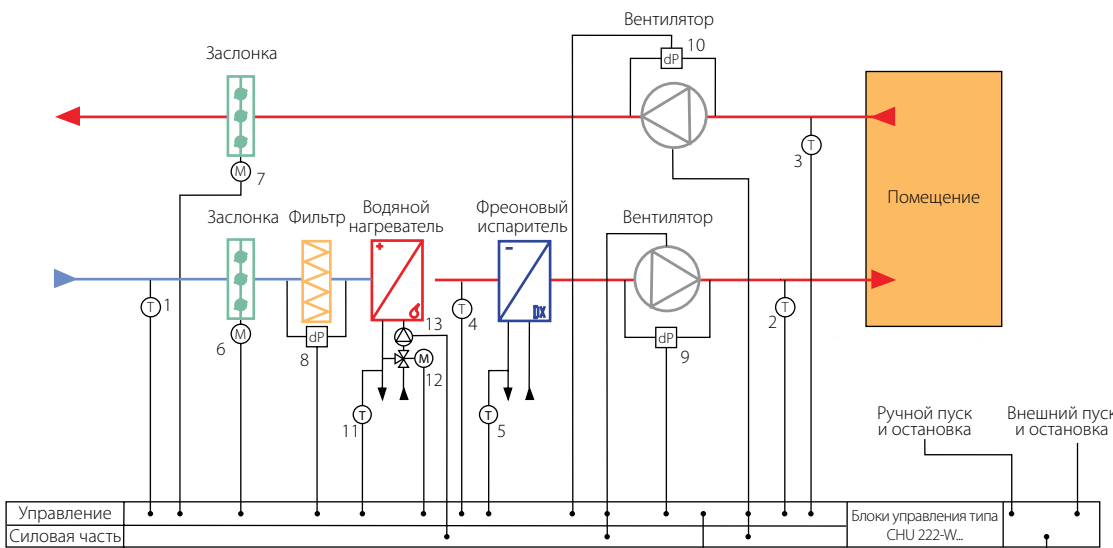 Вентилятор
10
dP
Заслонка
Т
3
М
7
Помещение
Заслонка
Фильтр
Водяной
нагреватель
Фреоновый
испаритель
Вентилятор
+
−
Dx
Т
1
М
6
dP
8
13
М
12
Т
11
Т
4
Т
5
dP
9
Т
2
Ручной пуск
и остановка
Внешний пуск
и остановка
Управление
Силовая часть
Блоки управления типа
CHU 222-W...